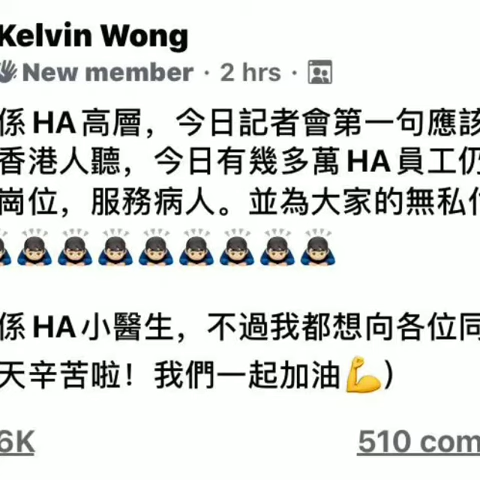 Kelvin Wong
👋New member · 2 hrs ·
係HA高層，今日記者會第一句應該
香港人聽，今日有幾多萬HA員工仍
崗位，服務病人。並為大家的無私
🙇🏻‍♂️🙇🏻‍♂️🙇🏻‍♂️🙇🏻‍♂️🙇🏻‍♂️🙇🏻‍♂️🙇🏻‍♂️🙇🏻‍♂️🙇🏻‍♂️
係HA小醫生，不過我都想向各位同
天辛苦啦！我們一起加油💪🏻)
6K
510 com